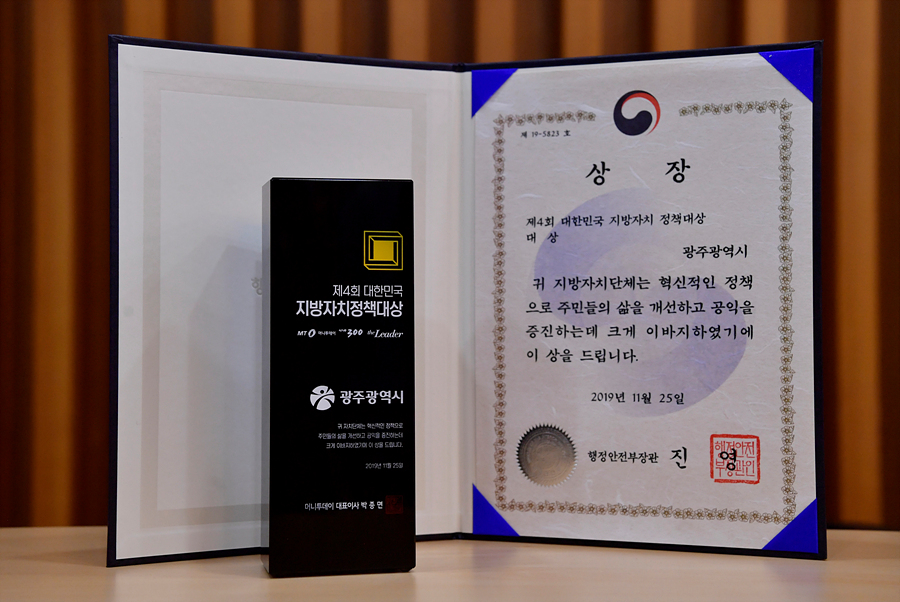 제4회 대한민국
지방자치정책대상
MT 머니투데이 the300 the Leader
광주광역시
귀 자치단체는 혁신적인 정책으로
주민들의 삶을 개선하고 공익을 증진하는데
크게 이바지하였기에 이 상을 드립니다.
2019년 11월 25일
머니투데이 대표이사 박 종 면
제 19-5823 호
상 장
제4회 대한민국 지방자치 정책대상
대 상
광주광역시
귀 지방자치단체는 혁신적인 정책
으로 주민들의 삶을 개선하고 공익을
증진하는데 크게 이바지하였기에
이 상을 드립니다.
2019년 11월 25일
행정안전부장관 진 영
행정안전
부장관인